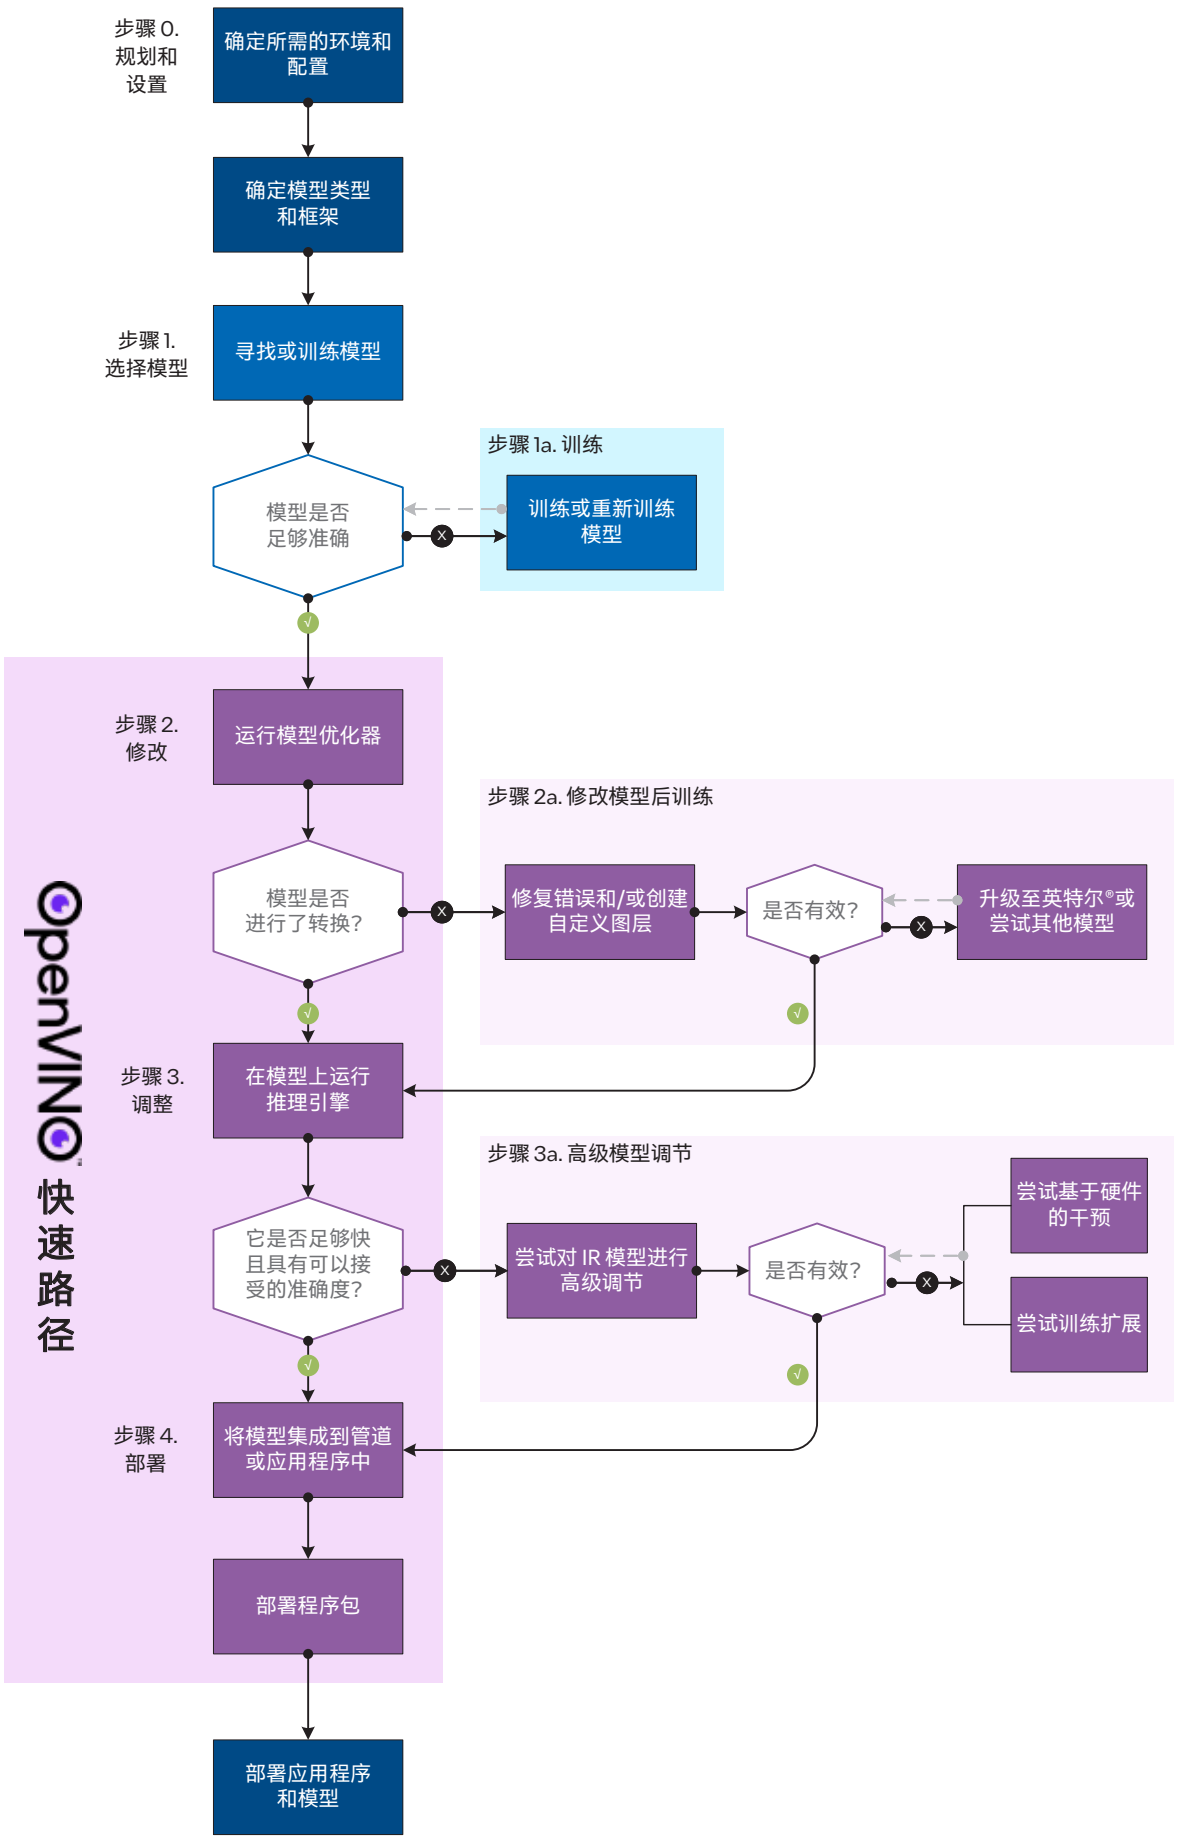 步骤 0.
规划和
设置
确定所需的环境和
配置
确定模型类型
和框架
步骤 1.
选择模型
寻找或训练模型
模型是否
足够准确
X
步骤 1a. 训练
训练或重新训练
模型
√
步骤 2.
修改
运行模型优化器
模型是否
进行了转换?
X
步骤 2a. 修改模型后训练
修复错误和/或创建
自定义图层
是否有效?
X
升级至英特尔®或
尝试其他模型
√
√
步骤 3.
调整
在模型上运行
推理引擎
OpenVINO™
快速路径
它是否足够快
且具有可以接
受的准确度?
X
步骤 3a. 高级模型调节
尝试对 IR 模型进行
高级调节
是否有效?
X
尝试基于硬件
的干预
尝试训练扩展
√
√
步骤 4.
部署
将模型集成到管道
或应用程序中
部署程序包
部署应用程序
和模型